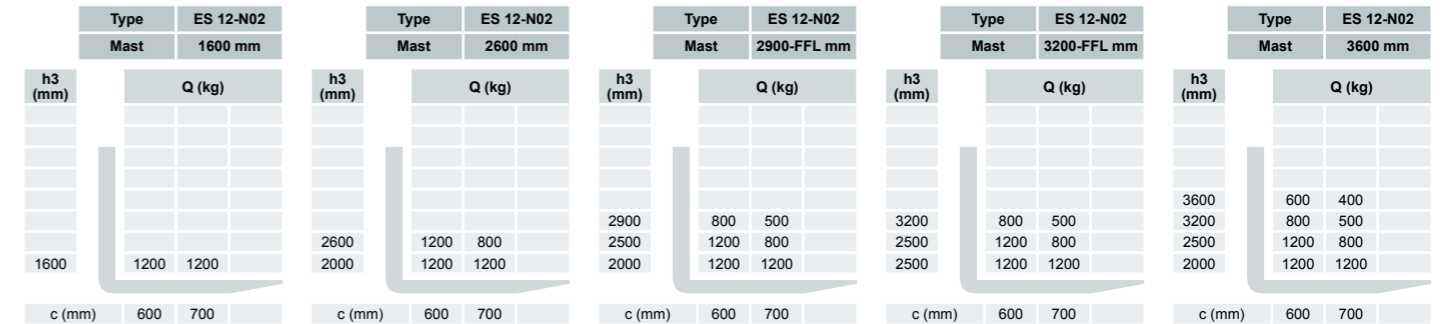 Type ES 12-N02
Mast 1600 mm
h3 (mm) Q (kg)
1600 1200 1200
c (mm) 600 700
Type ES 12-N02
Mast 2600 mm
h3 (mm) Q (kg)
2600 1200 800
2000 1200 1200
c (mm) 600 700
Type ES 12-N02
Mast 2900-FFL mm
h3 (mm) Q (kg)
2900 800 500
2500 1200 800
2000 1200 1200
c (mm) 600 700
Type ES 12-N02
Mast 3200-FFL mm
h3 (mm) Q (kg)
3200 800 500
2500 1200 800
2500 1200 1200
c (mm) 600 700
Type ES 12-N02
Mast 3600 mm
h3 (mm) Q (kg)
3600 600 400
3200 800 500
2500 1200 800
2000 1200 1200
c (mm) 600 700